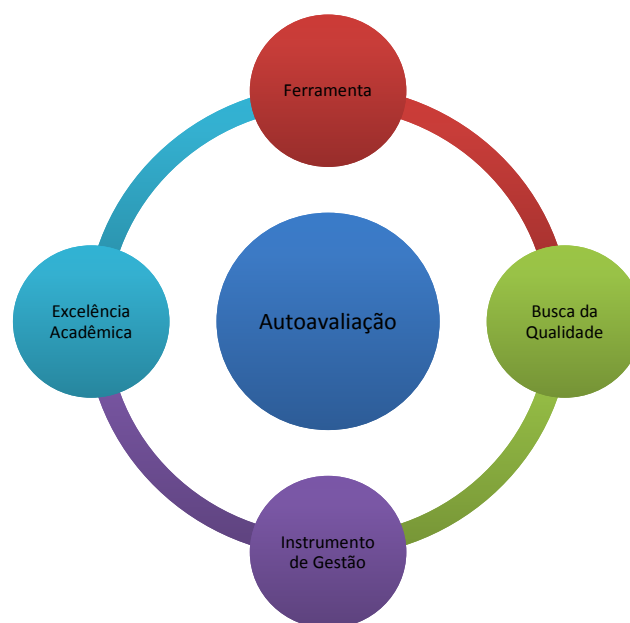 Ferramenta
Excelência
Acadêmica
Autoavaliação
Busca da
Qualidade
Instrumento
de Gestão